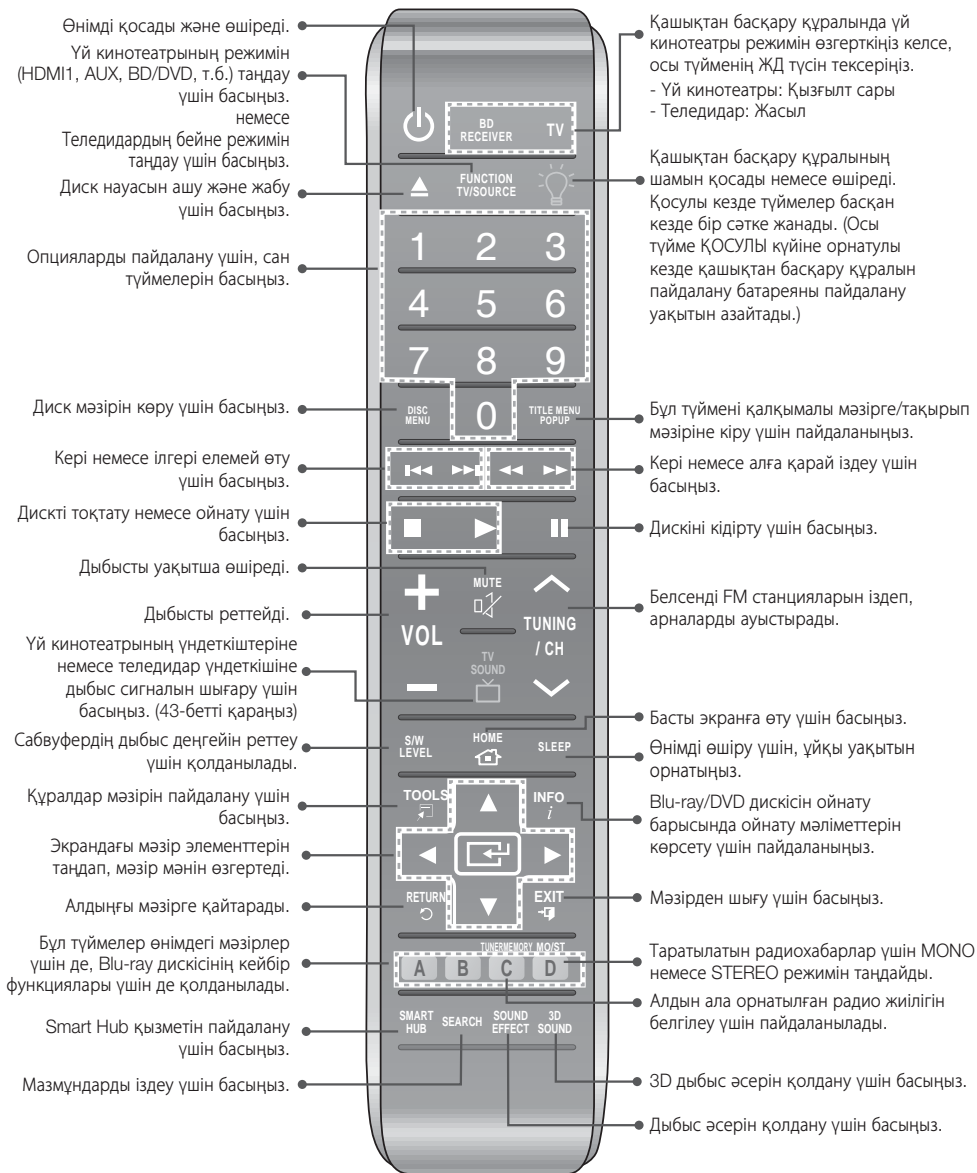 Өнімді қосады және өшіреді.
Үй кинотеатрының режимін
(HDMI1, AUX, BD/DVD, т.б.) таңдау
үшін басыңыз.
немесе
Теледидардың бейне режимін
таңдау үшін басыңыз.
Диск науасын ашу және жабу
үшін басыңыз.
Опцияларды пайдалану үшін, сан
түймелерін басыңыз.
Диск мәзірін көру үшін басыңыз.
Кері немесе ілгері елемей өту
үшін басыңыз.
Дискті тоқтату немесе ойнату үшін
басыңыз.
Дыбысты уақытша өшіреді.
Дыбысты реттейді.
Үй кинотеатрының үндеткіштеріне
немесе теледидар үндеткішіне
дыбыс сигналын шығару үшін
басыңыз. (43-бетті қараңыз)
Сабвуфердің дыбыс деңгейін реттеу
үшін қолданылады.
Құралдар мәзірін пайдалану үшін
басыңыз.
Экрандағы мәзір элементтерін
таңдап, мәзір мәнін өзгертеді.
Алдыңғы мәзірге қайтарады.
Бұл түймелер өнімдегі мәзірлер
үшін де, Blu-ray дискісінің кейбір
функциялары үшін де қолданылады.
Smart Hub қызметін пайдалану
үшін басыңыз.
Мазмұндарды іздеу үшін басыңыз.
BD
RECEIVER
TV
FUNCTION
TV/SOURCE
1 2 3
4 5 6
7 8 9
DISC
MENU
0
TITLE MENU
POPUP
MUTE
VOL
TUNING
/ CH
TV
SOUND
S/W
LEVEL
HOME
SLEEP
TOOLS
INFO
i
RETURN
EXIT
TUNERMEMORY MO/ST
A B C D
SMART
HUB
SEARCH
SOUND
EFFECT
3D
SOUND
Қашықтан басқару құралында үй
кинотеатры режимін өзгерткіңіз келсе,
осы түйменің ЖД түсін тексеріңіз.
- Үй кинотеатры: Қызғылт сары
- Теледидар: Жасыл
Қашықтан басқару құралының
шамын қосады немесе өшіреді.
Қосулы кезде түймелер басқан
кезде бір сәтке жанады. (Осы
түйме ҚОСУЛЫ күйіне орнатулы
кезде қашықтан басқару құралын
пайдалану батареяны пайдалану
уақытын азайтады.)
Бұл түймені қалқымалы мәзірге/тақырып
мәзіріне кіру үшін пайдаланыңыз.
Кері немесе алға қарай іздеу үшін
басыңыз.
Дискіні кідірту үшін басыңыз.
Белсенді FM станцияларын іздеп,
арналарды ауыстырады.
Басты экранға өту үшін басыңыз.
Өнімді өшіру үшін, ұйқы уақытын
орнатыңыз.
Blu-ray/DVD дискісін ойнату
барысында ойнату мәліметтерін
көрсету үшін пайдаланыңыз.
Мәзірден шығу үшін басыңыз.
Таратылатын радиохабарлар үшін MONO
немесе STEREO режимін таңдайды.
Алдын ала орнатылған радио жиілігін
белгілеу үшін пайдаланылады.
3D дыбыс әсерін қолдану үшін басыңыз.
Дыбыс әсерін қолдану үшін басыңыз.